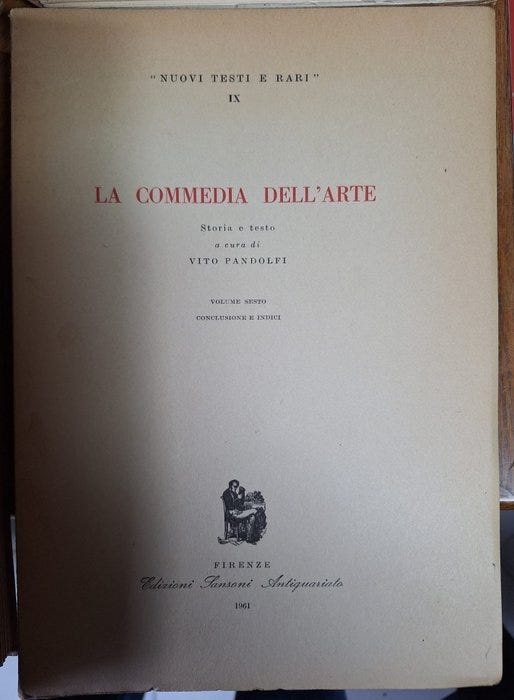 "NUOVI TESTI E RARI"
IX
LA COMMEDIA DELL'ARTE
Storia e testo
a cura di
VITO PANDOLFI
VOLUME SESTO
CONCLUSIONE E INDICI
FIRENZE
Edizioni Sansoni Antiquariato
1961